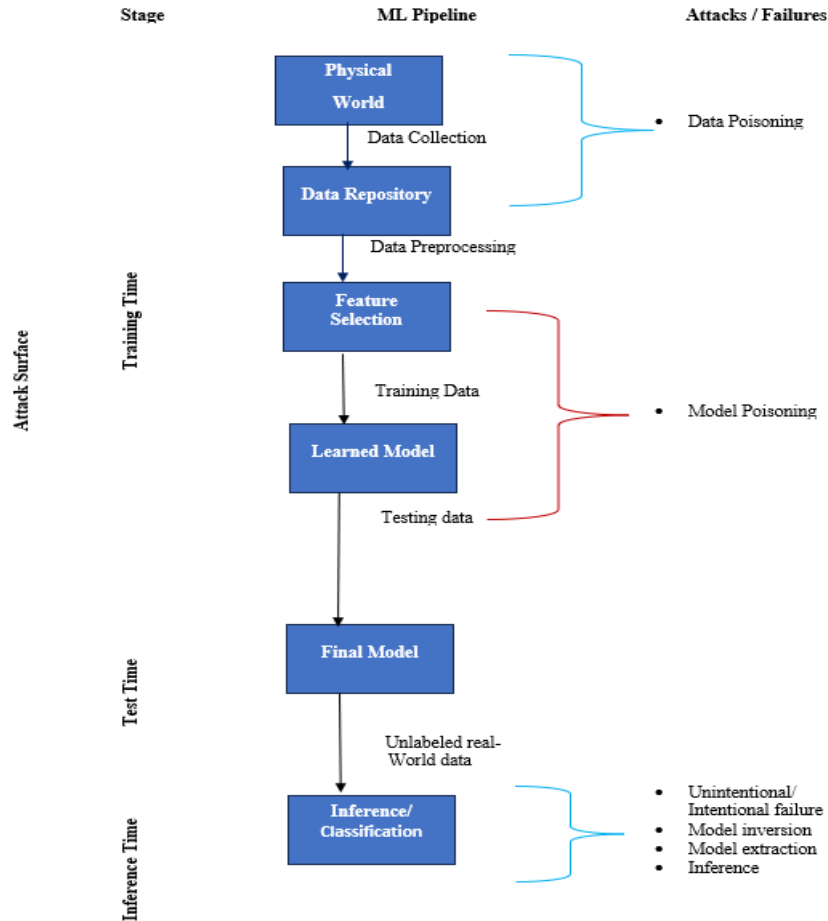 Stage
ML Pipeline
Attacks / Failures
Physical
World
Data Collection
• Data Poisoning
Data Repository
Data Preprocessing
Attack Surface
Training Time
Feature
Selection
Training Data
• Model Poisoning
Learned Model
Testing data
Final Model
Test Time
Unlabeled real-
World data
Inference Time
Inference/
Classification
• Unintentional/
Intentional failure
• Model inversion
• Model extraction
• Inference